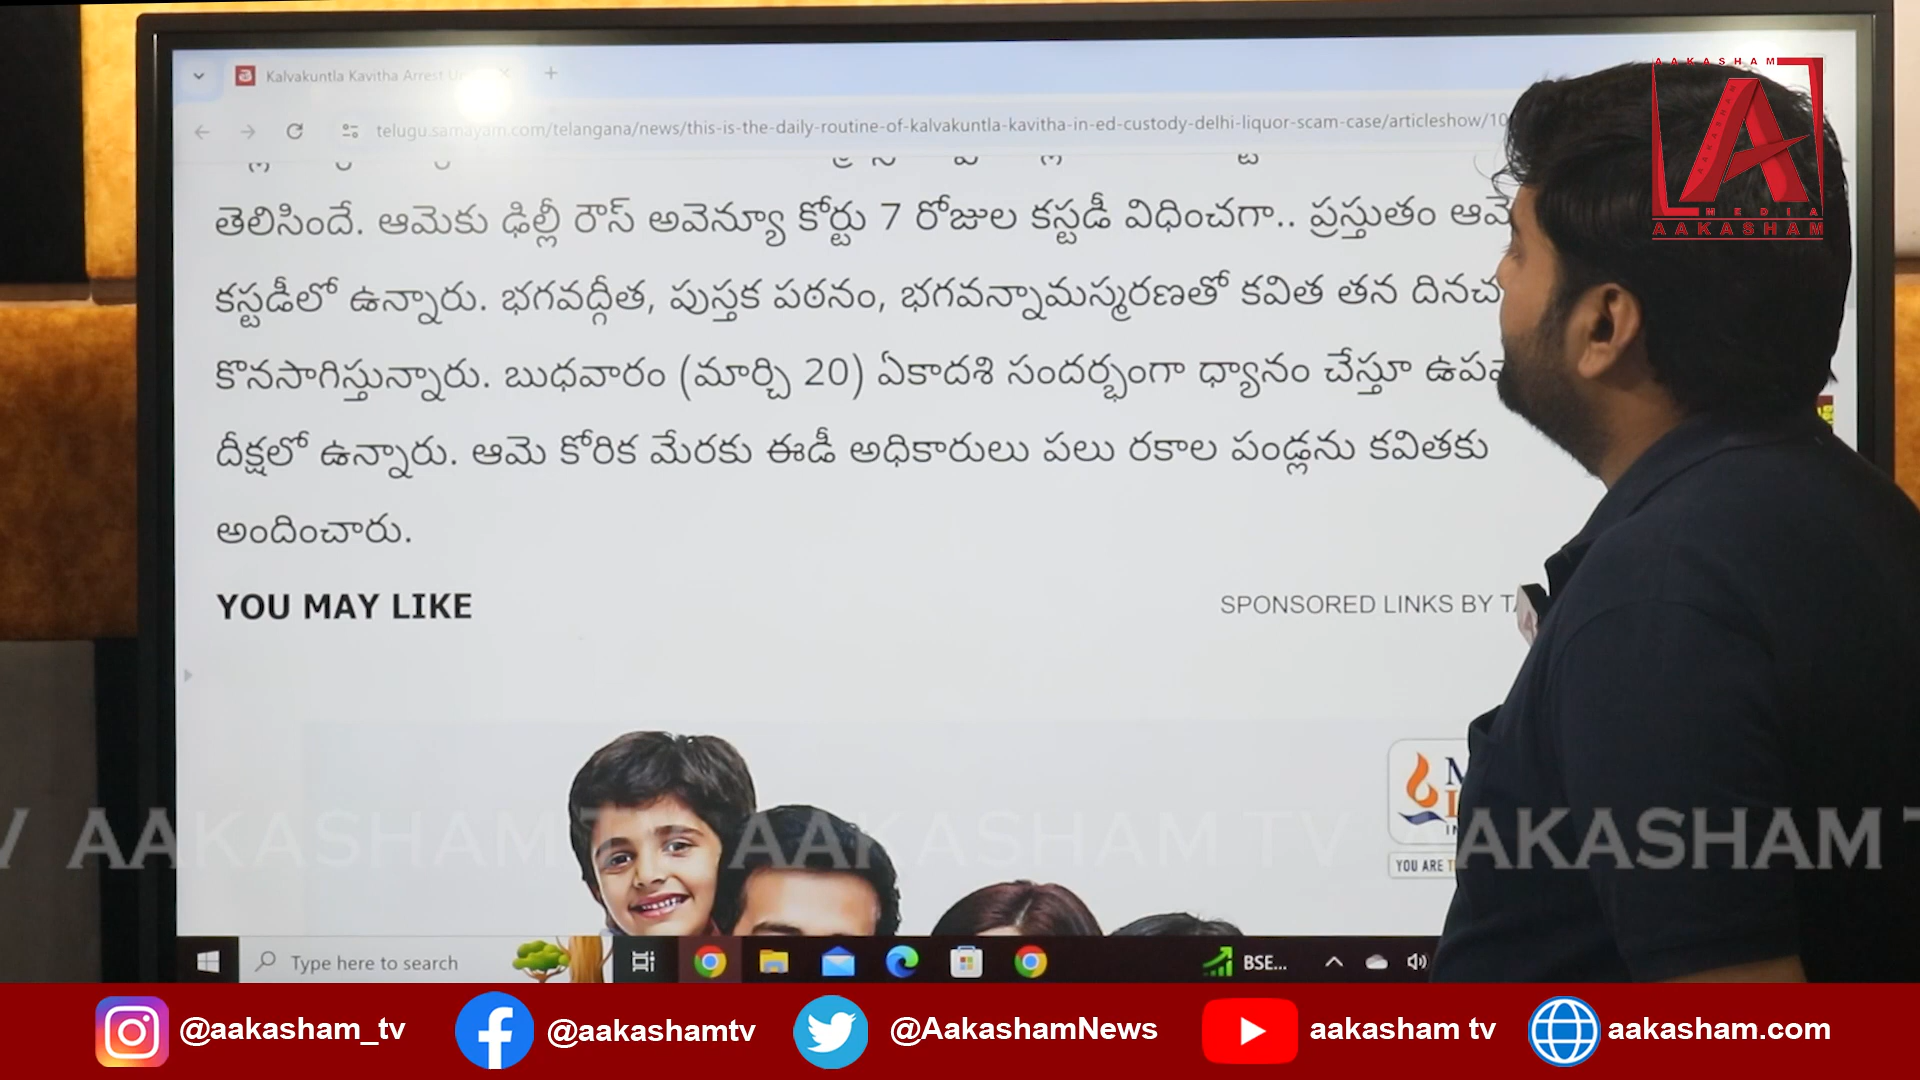 Kalvakuntla Kavitha Arrest
telugu.samayam.com/telangana/news/this-is-the-daily-routine-of-kalvakuntla-kavitha-in-ed-custody-delhi-liquor-scam-case/articleshow/10
AAKASHAM
MEDIA
AAKASHAM
తెలిసిందే. ఆమెకు ఢిల్లీ రౌస్ అవెన్యూ కోర్టు 7 రోజుల కస్టడీ విధించగా.. ప్రస్తుతం
కస్టడీలో ఉన్నారు. భగవద్గీత, పుస్తక పఠనం, భగవన్నామస్మరణతో కవిత తన
కొనసాగిస్తున్నారు. బుధవారం (మార్చి 20) ఏకాదశి సందర్భంగా ధ్యానం చేస్తూ
దీక్షలో ఉన్నారు. ఆమె కోరిక మేరకు ఈడీ అధికారులు పలు రకాల పండ్లను కవితకు
అందించారు.
YOU MAY LIKE
SPONSORED LINKS BY
YOU ARE
V AAKASHAM TV AAKASHAM TV AAKASHAM T
Type here to search
BSE...
@aakasham_tv
@aakashamtv
@AakashamNews
aakasham tv
aakasham.com